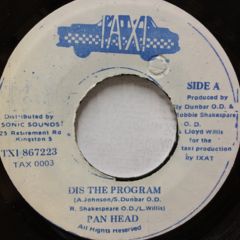 TAXI
SIDE A
Distributed by
SONIC SOUNDS
25 Retirement Rd
Kingston 5
TXI 867223
TAX 0003
Produced by
Sly Dunbar O.D. &
Robbie Shakespeare
O. D.
Lloyd Willis
for the
taxi production
by IXAT
DIS THE PROGRAM
(A.Johnson/S.Dunbar O.D.
R. Shakespeare O.D./L.Willis)
PAN HEAD
All Rights Reserved